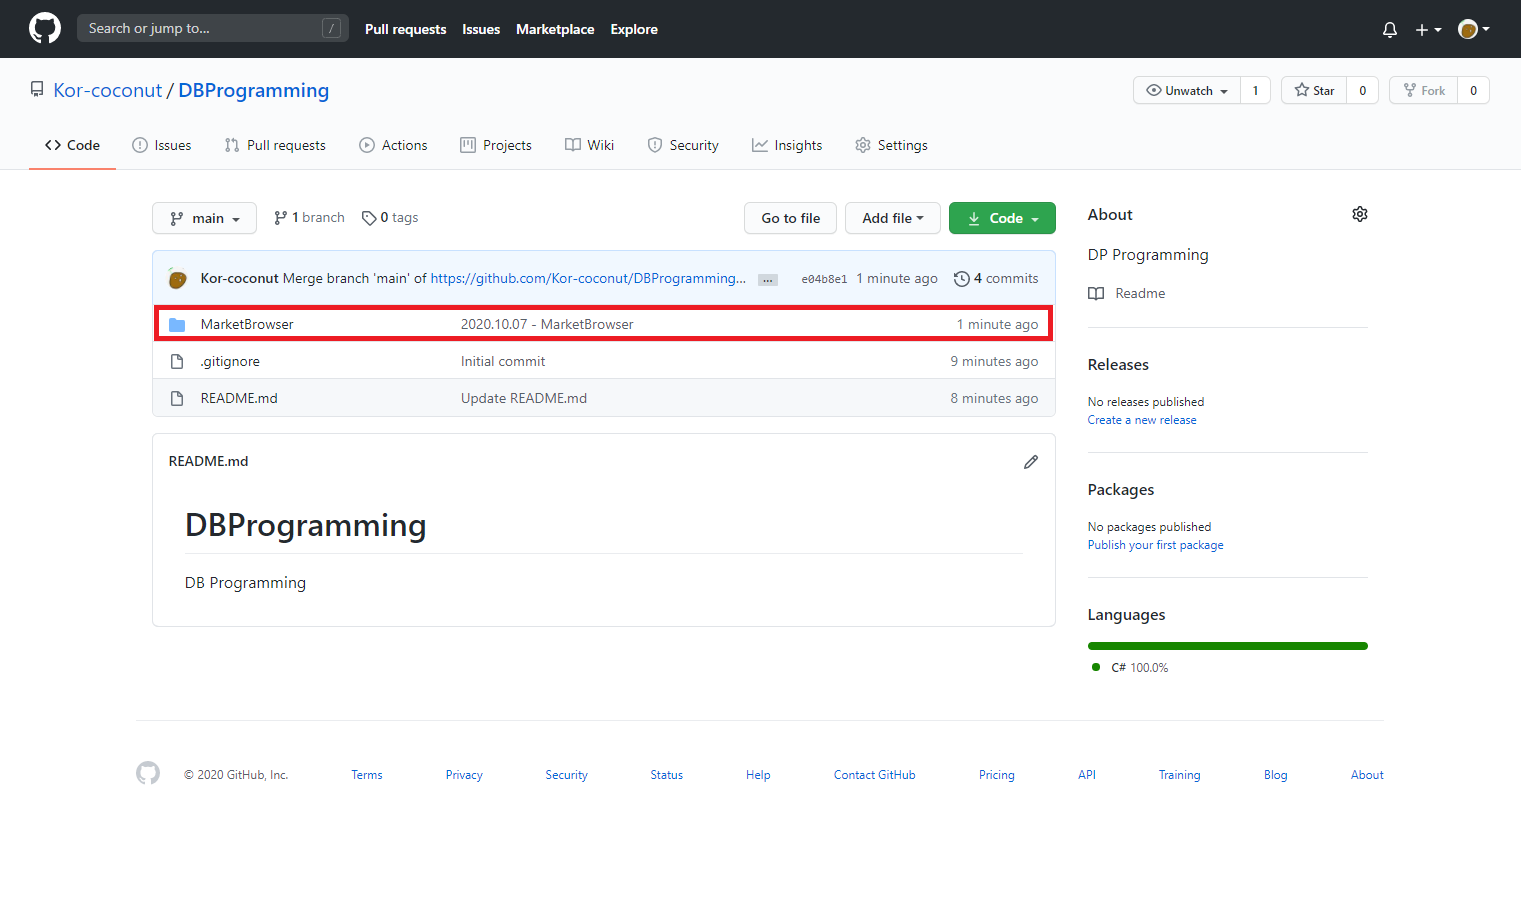 Search or jump to... /
Pull requests Issues Marketplace Explore
Kor-coconut / DBProgramming
Unwatch 1 Star 0 Fork 0
Code Issues Pull requests Actions Projects Wiki Security Insights Settings
main 1 branch 0 tags Go to file Add file Code
Kor-coconut Merge branch 'main' of https://github.com/Kor-coconut/DBProgramming... ... e04b8e1 1 minute ago 4 commits
MarketBrowser 2020.10.07 - MarketBrowser 1 minute ago
.gitignore Initial commit 9 minutes ago
README.md Update README.md 8 minutes ago
README.md
DBProgramming
DB Programming
About
DP Programming
Readme
Releases
No releases published
Create a new release
Packages
No packages published
Publish your first package
Languages
C# 100.0%
© 2020 GitHub, Inc. Terms Privacy Security Status Help Contact GitHub Pricing API Training Blog About